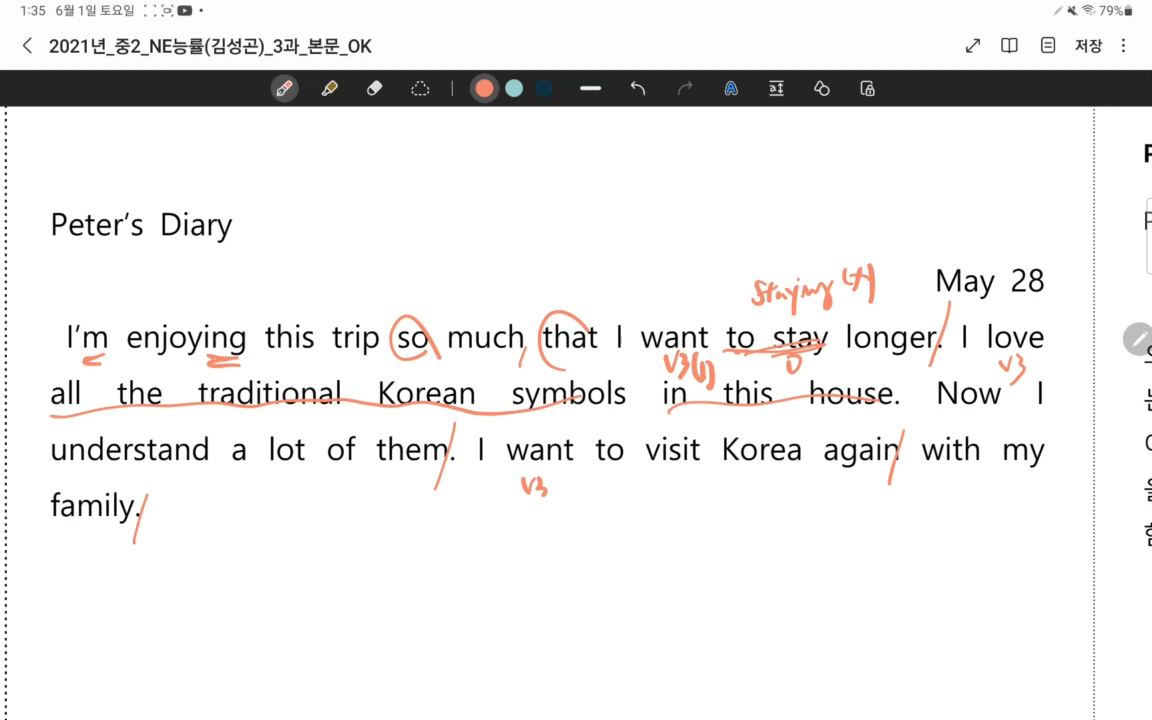 1:35 6월 1일 토요일 79%
2021년_중2_NE능률(김성곤)_3과_본문_OK 저장
Peter's Diary
staying (x)
May 28
I'm enjoying this trip so much, that I want to stay longer. I love
v3(1) o v3
all the traditional Korean symbols in this house. Now I
understand a lot of them. I want to visit Korea again with my
v3
family.